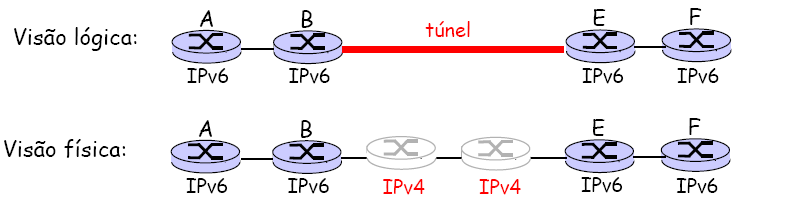 A B túnel E F
Visão lógica:
IPv6 IPv6 IPv6 IPv6
A B E F
Visão física:
IPv6 IPv6 IPv4 IPv4 IPv6 IPv6